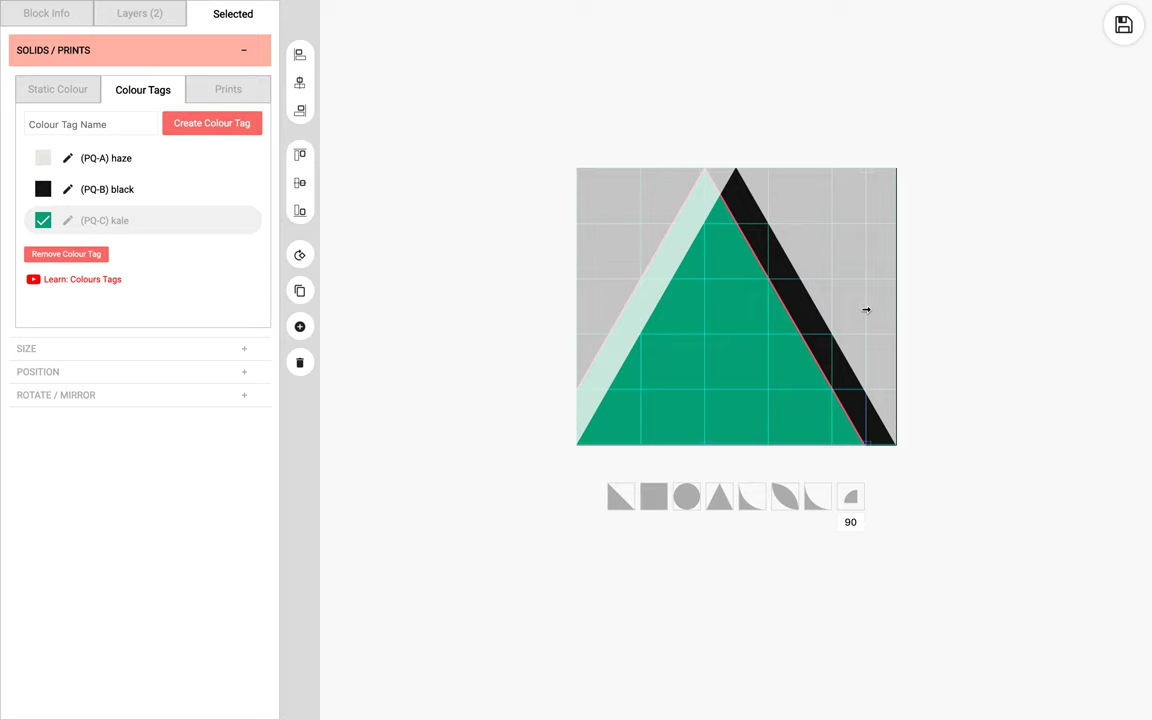 Block Info
Layers (2)
Selected
SOLIDS / PRINTS
Static Colour
Colour Tags
Prints
Colour Tag Name
Create Colour Tag
(PQ-A) haze
(PQ-B) black
(PQ-C) kale
Remove Colour Tag
Learn: Colours Tags
SIZE
POSITION
ROTATE / MIRROR
90